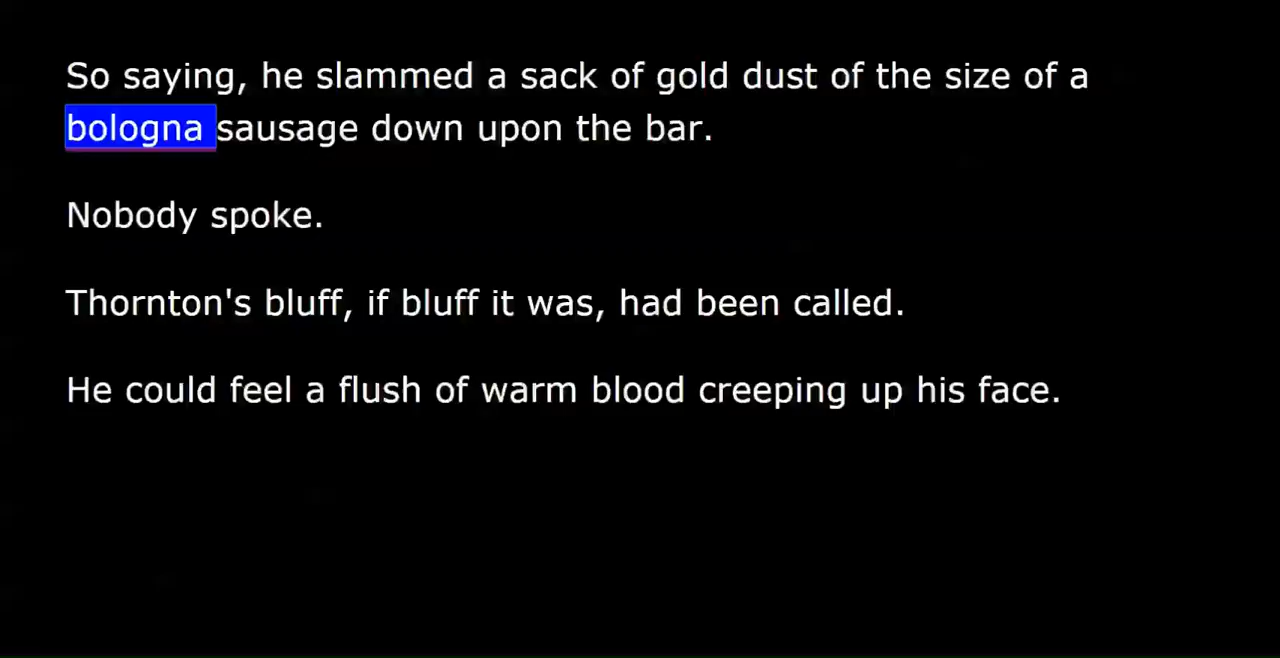 So saying, he slammed a sack of gold dust of the size of a
bologna sausage down upon the bar.
Nobody spoke.
Thornton's bluff, if bluff it was, had been called.
He could feel a flush of warm blood creeping up his face.